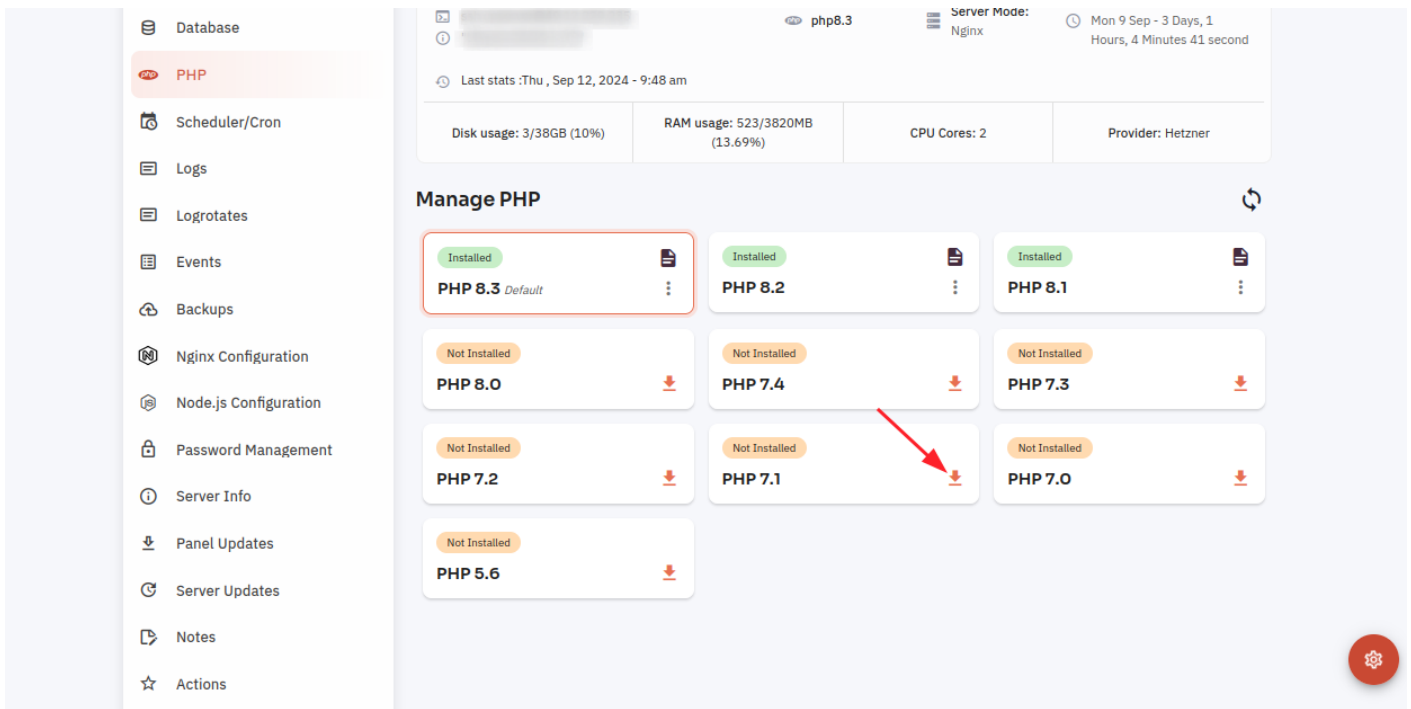 Database
PHP
Scheduler/Cron
Logs
Logrotates
Events
Backups
Nginx Configuration
Node.js Configuration
Password Management
Server Info
Panel Updates
Server Updates
Notes
Actions
php8.3
Server Mode:
Nginx
Mon 9 Sep - 3 Days, 1
Hours, 4 Minutes 41 second
Last stats :Thu , Sep 12, 2024 - 9:48 am
Disk usage: 3/38GB (10%)
RAM usage: 523/3820MB
(13.69%)
CPU Cores: 2
Provider: Hetzner
Manage PHP
Installed
PHP 8.3 Default
Installed
PHP 8.2
Installed
PHP 8.1
Not Installed
PHP 8.0
Not Installed
PHP 7.4
Not Installed
PHP 7.3
Not Installed
PHP 7.2
Not Installed
PHP 7.1
Not Installed
PHP 7.0
Not Installed
PHP 5.6